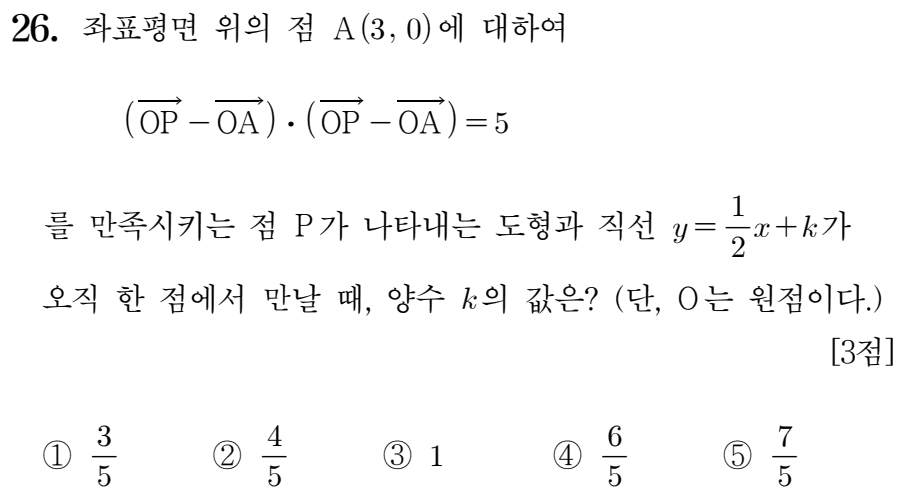 26. 좌표평면 위의 점 A(3, 0)에 대하여
(OP→ − OA→) · (OP→ − OA→) = 5
를 만족시키는 점 P가 나타내는 도형과 직선 y = 1/2 x + k가
오직 한 점에서 만날 때, 양수 k의 값은? (단, O는 원점이다.)
[3점]
① 3/5 ② 4/5 ③ 1 ④ 6/5 ⑤ 7/5